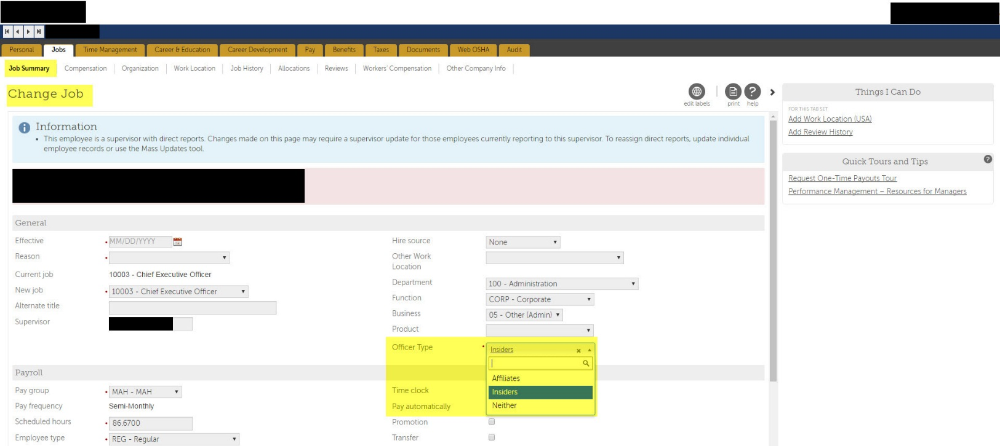 Personal Jobs Time Management Career & Education Career Development Pay Benefits Taxes Documents Web OSHA Audit
Job Summary Compensation Organization Work Location Job History Allocations Reviews Workers' Compensation Other Company Info
Change Job
edit labels print help
Information
• This employee is a supervisor with direct reports. Changes made on this page may require a supervisor update for those employees currently reporting to this supervisor. To reassign direct reports, update individual
employee records or use the Mass Updates tool.
General
Effective MM/DD/YYYY
Reason
Current job 10003 - Chief Executive Officer
New job 10003 - Chief Executive Officer
Alternate title
Supervisor
Hire source None
Other Work
Location
Department 100 - Administration
Function CORP - Corporate
Business 05 - Other (Admin)
Product
Officer Type Insiders
Affiliates
Insiders
Neither
Payroll
Pay group MAH - MAH
Pay frequency Semi-Monthly
Scheduled hours 86.6700
Employee type REG - Regular
Time clock
Pay automatically
Promotion
Transfer
Things I Can Do
FOR THIS TAB SET
Add Work Location (USA)
Add Review History
Quick Tours and Tips
Request One-Time Payouts Tour
Performance Management – Resources for Managers